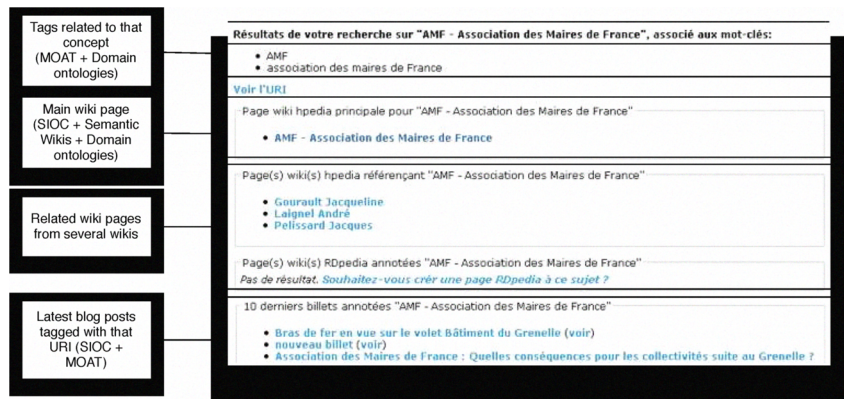 Tags related to that
concept
(MOAT + Domain
ontologies)
Main wiki page
(SIOC + Semantic
Wikis + Domain
ontologies)
Related wiki pages
from several wikis
Latest blog posts
tagged with that
URI (SIOC +
MOAT)
Résultats de votre recherche sur "AMF - Association des Maires de France", associé aux mot-clés:
• AMF
• association des maires de France
Voir l'URI
Page wiki hpedia principale pour "AMF - Association des Maires de France"
• AMF - Association des Maires de France
Page(s) wiki(s) hpedia référençant "AMF - Association des Maires de France"
• Gourault Jacqueline
• Laignel André
• Pelissard Jacques
Page(s) wiki(s) RDpedia annotées "AMF - Association des Maires de France"
Pas de résultat. Souhaitez-vous crér une page RDpedia à ce sujet ?
10 derniers billets annotées "AMF - Association des Maires de France"
• Bras de fer en vue sur le volet Bâtiment du Grenelle (voir)
• nouveau billet (voir)
• Association des Maires de France : Quelles conséquences pour les collectivités suite au Grenelle ?